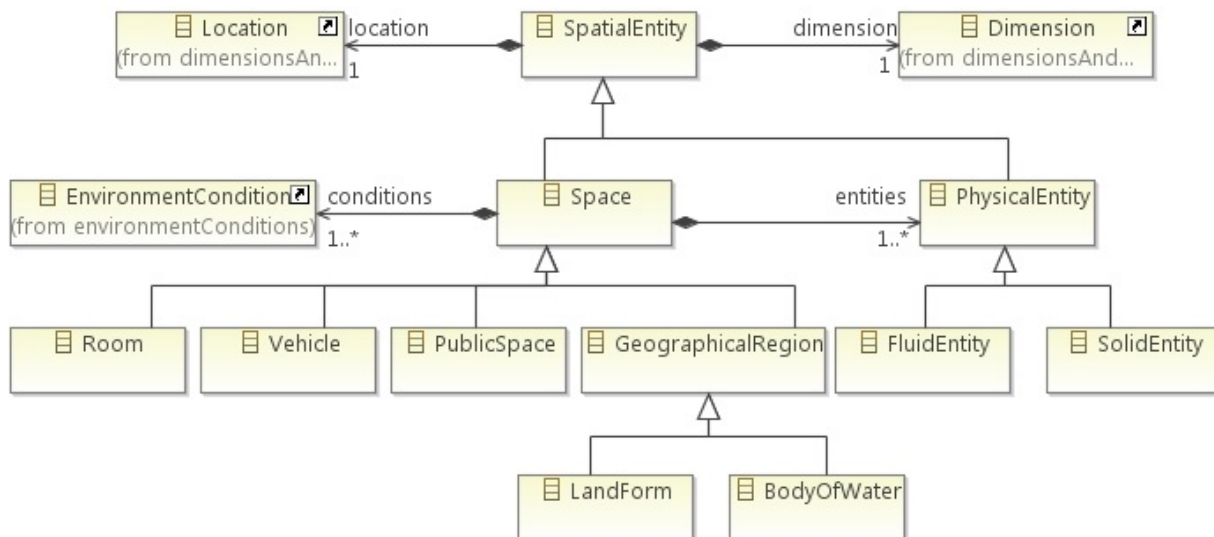 Location
(from dimensionsAn...
location
1
SpatialEntity
dimension
1
Dimension
(from dimensionsAnd...
EnvironmentCondition
(from environmentConditions)
conditions
1..*
Space
entities
1..*
PhysicalEntity
Room
Vehicle
PublicSpace
GeographicalRegion
FluidEntity
SolidEntity
LandForm
BodyOfWater